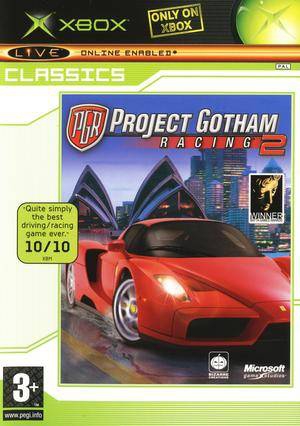 XBOX
ONLY ON
XBOX
LIVE
ONLINE ENABLED*
PAL
CLASSICS
PGR
PROJECT GOTHAM
RACING 2
"Quite simply
the best
driving/racing
game ever."
10/10
XBM
WINNER
3+
www.pegi.info
BIZARRE
CREATIONS
Microsoft
game studios